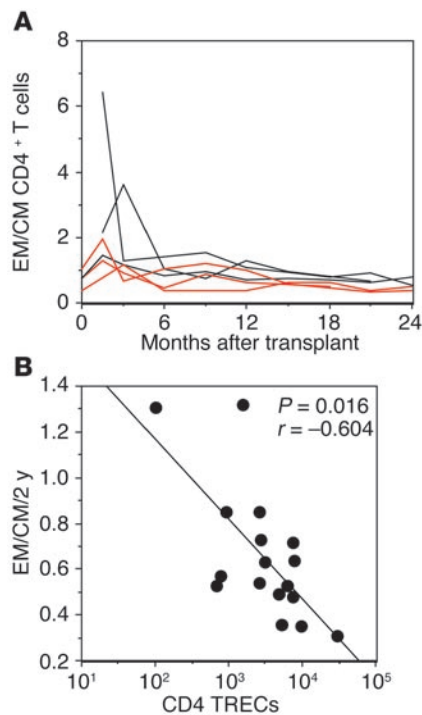 A
8
6
4
2
0
EM/CM CD4 + T cells
0 6 12 18 24
Months after transplant
B
1.4
1.2
1.0
0.8
0.6
0.4
0.2
EM/CM/2 y
P = 0.016
r = –0.604
10¹ 10² 10³ 10⁴ 10⁵
CD4 TRECs